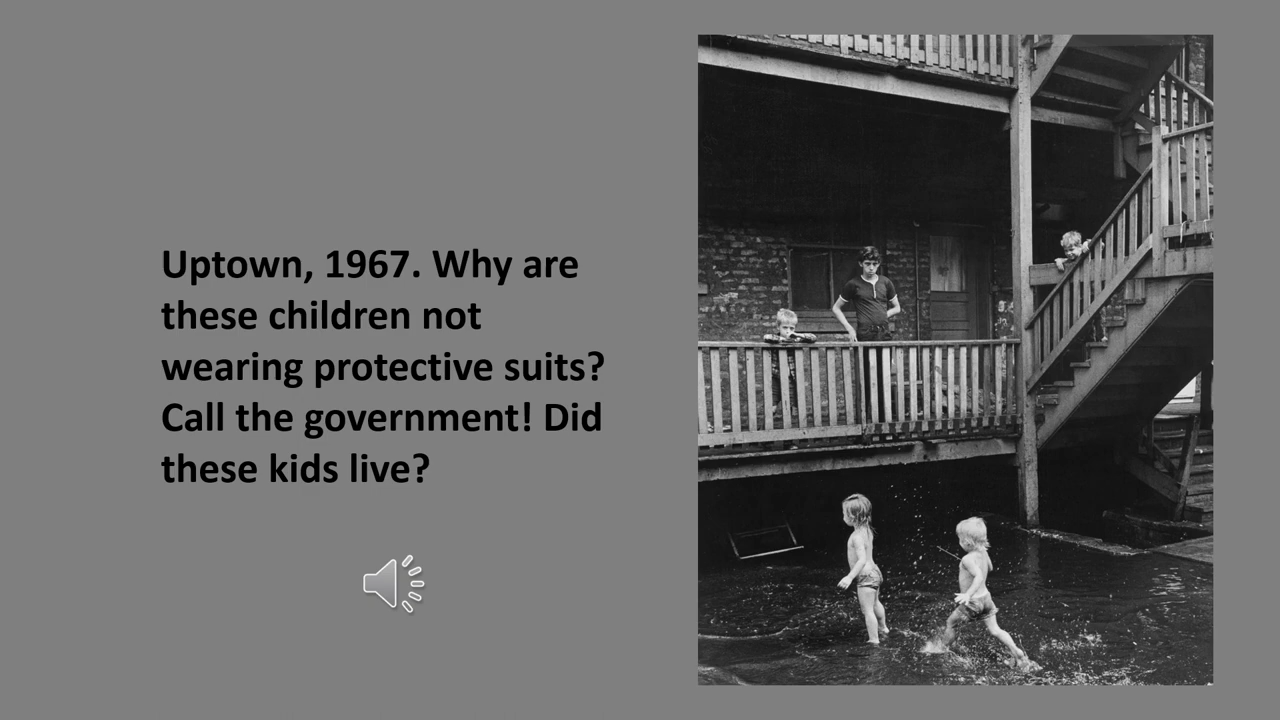 Uptown, 1967. Why are
these children not
wearing protective suits?
Call the government! Did
these kids live?